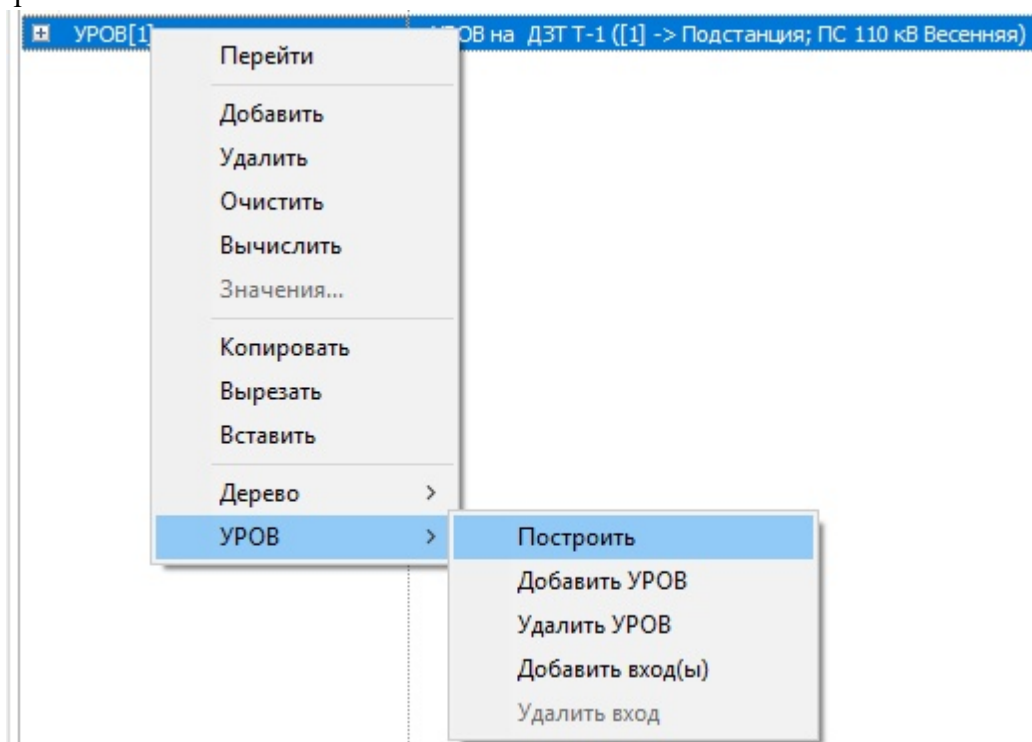 УРОВ[1] УРОВ на ДЗТ Т-1 ([1] -> Подстанция; ПС 110 кВ Весенняя)
Перейти
Добавить
Удалить
Очистить
Вычислить
Значения...
Копировать
Вырезать
Вставить
Дерево
УРОВ
Построить
Добавить УРОВ
Удалить УРОВ
Добавить вход(ы)
Удалить вход